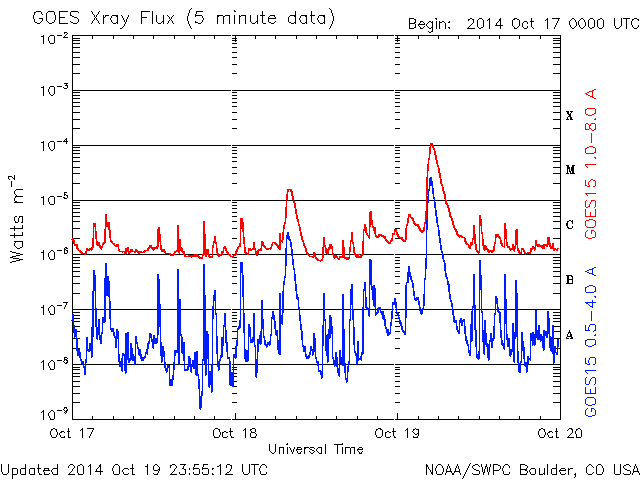 GOES Xray Flux (5 minute data)
Begin: 2014 Oct 17 0000 UTC
10-2
10-3
10-4
10-5
10-6
10-7
10-8
10-9
Watts m-2
X
M
C
B
A
GOES15 1.0-8.0 A
GOES15 0.5-4.0 A
Oct 17 Oct 18 Oct 19 Oct 20
Universal Time
Updated 2014 Oct 19 23:55:12 UTC
NOAA/SWPC Boulder, CO USA